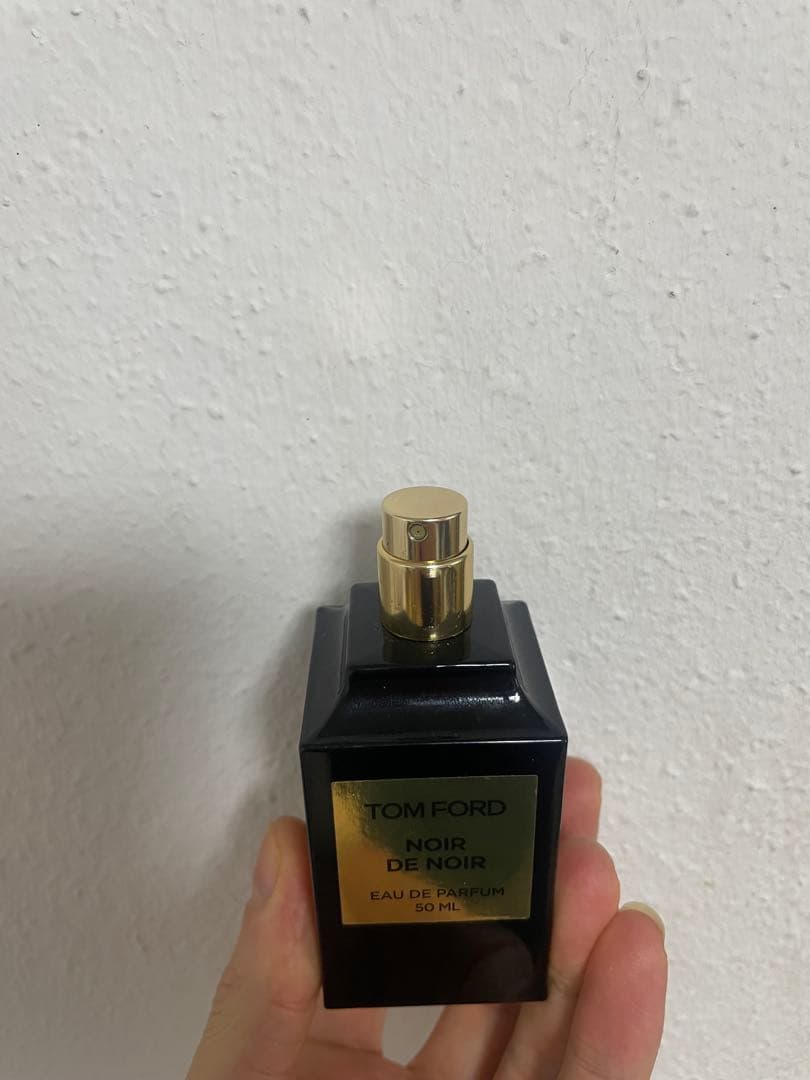 TOM FORD
NOIR
DE NOIR
EAU DE PARFUM
50 ML